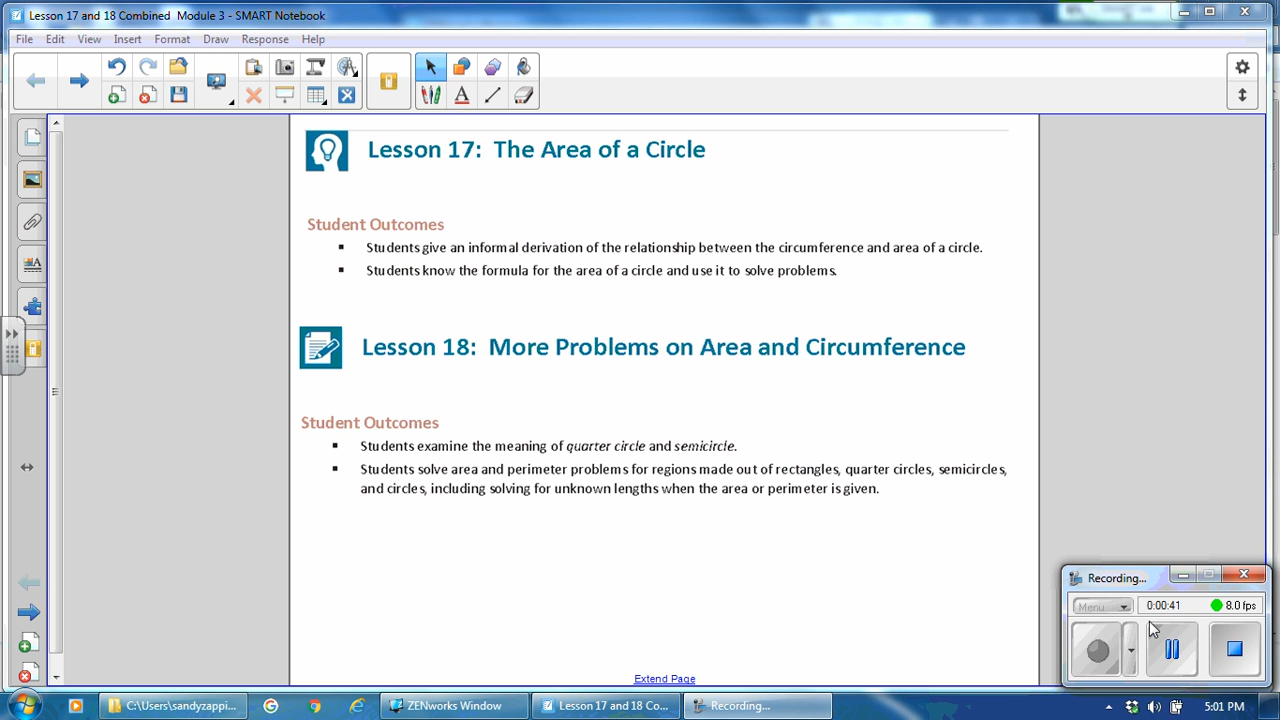 Lesson 17 and 18 Combined Module 3 - SMART Notebook
File Edit View Insert Format Draw Response Help
Lesson 17: The Area of a Circle
Student Outcomes
▪ Students give an informal derivation of the relationship between the circumference and area of a circle.
▪ Students know the formula for the area of a circle and use it to solve problems.
Lesson 18: More Problems on Area and Circumference
Student Outcomes
▪ Students examine the meaning of quarter circle and semicircle.
▪ Students solve area and perimeter problems for regions made out of rectangles, quarter circles, semicircles,
and circles, including solving for unknown lengths when the area or perimeter is given.
Recording...
Menu 0:00:41 8.0 fps
Extend Page
C:\Users\sandyzappi... ZENworks Window Lesson 17 and 18 Co... Recording... 5:01 PM